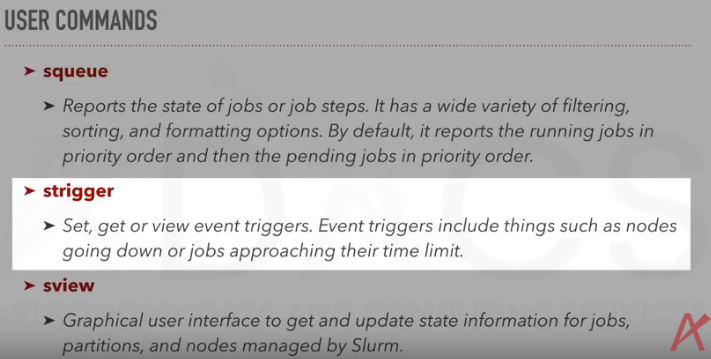 USER COMMANDS
➤ squeue
➤ Reports the state of jobs or job steps. It has a wide variety of filtering,
sorting, and formatting options. By default, it reports the running jobs in
priority order and then the pending jobs in priority order.
➤ strigger
➤ Set, get or view event triggers. Event triggers include things such as nodes
going down or jobs approaching their time limit.
➤ sview
➤ Graphical user interface to get and update state information for jobs,
partitions, and nodes managed by Slurm.